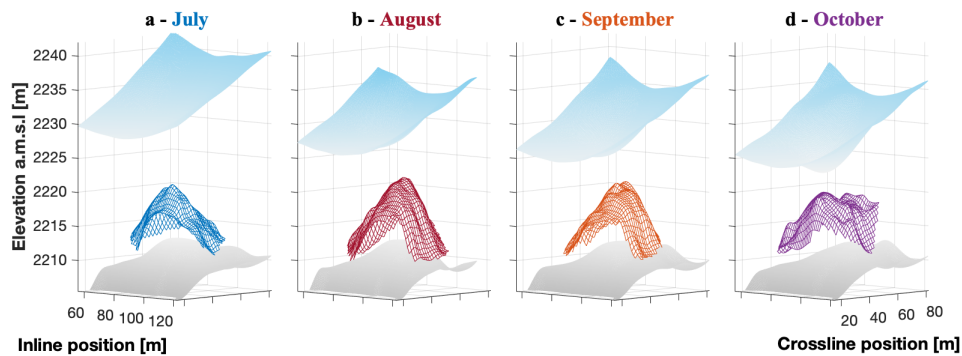 a - July
b - August
c - September
d - October
Elevation a.m.s.l [m]
2240
2235
2230
2225
2220
2215
2210
60 80 100 120
20 40 60 80
Inline position [m]
Crossline position [m]